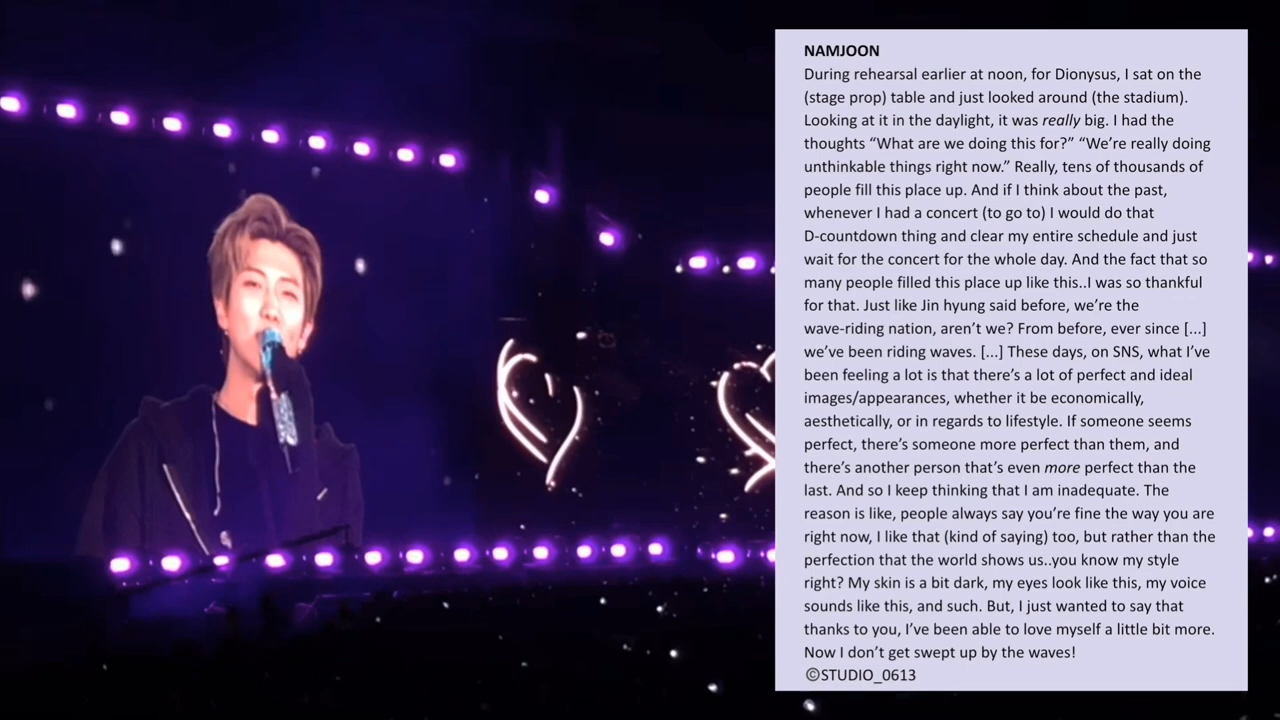 NAMJOON
During rehearsal earlier at noon, for Dionysus, I sat on the
(stage prop) table and just looked around (the stadium).
Looking at it in the daylight, it was really big. I had the
thoughts “What are we doing this for?” “We’re really doing
unthinkable things right now.” Really, tens of thousands of
people fill this place up. And if I think about the past,
whenever I had a concert (to go to) I would do that
D-countdown thing and clear my entire schedule and just
wait for the concert for the whole day. And the fact that so
many people filled this place up like this..I was so thankful
for that. Just like Jin hyung said before, we’re the
wave-riding nation, aren’t we? From before, ever since [...]
we’ve been riding waves. [...] These days, on SNS, what I’ve
been feeling a lot is that there’s a lot of perfect and ideal
images/appearances, whether it be economically,
aesthetically, or in regards to lifestyle. If someone seems
perfect, there’s someone more perfect than them, and
there’s another person that’s even more perfect than the
last. And so I keep thinking that I am inadequate. The
reason is like, people always say you’re fine the way you are
right now, I like that (kind of saying) too, but rather than the
perfection that the world shows us..you know my style
right? My skin is a bit dark, my eyes look like this, my voice
sounds like this, and such. But, I just wanted to say that
thanks to you, I’ve been able to love myself a little bit more.
Now I don’t get swept up by the waves!
©STUDIO_0613